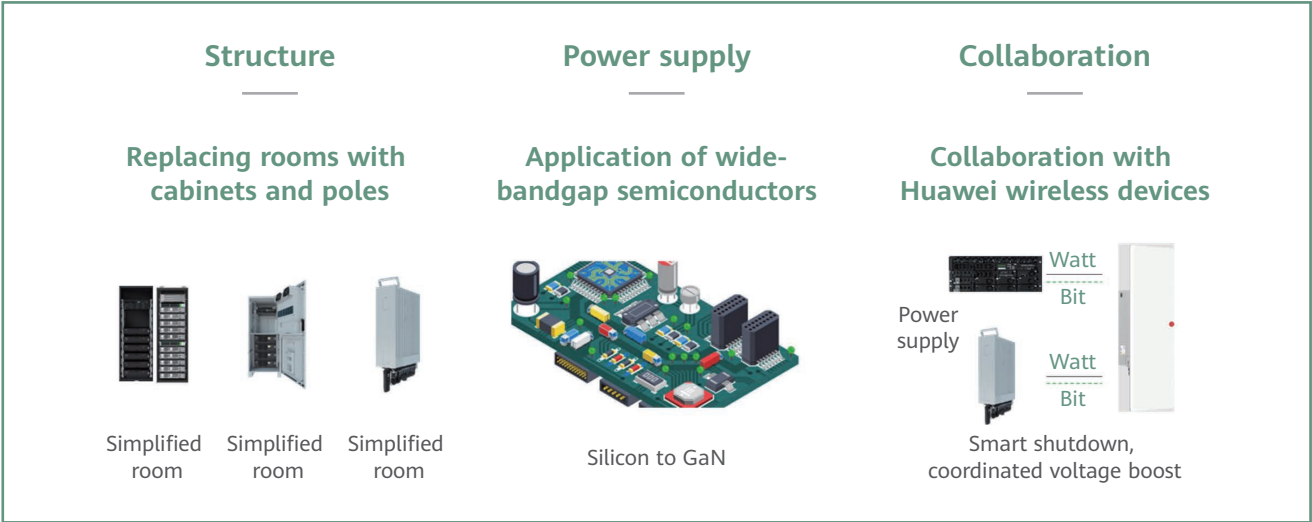 Structure
Power supply
Collaboration
Replacing rooms with
cabinets and poles
Application of wide-
bandgap semiconductors
Collaboration with
Huawei wireless devices
Simplified
room
Simplified
room
Simplified
room
Silicon to GaN
Power
supply
Watt
Bit
Watt
Bit
Smart shutdown,
coordinated voltage boost